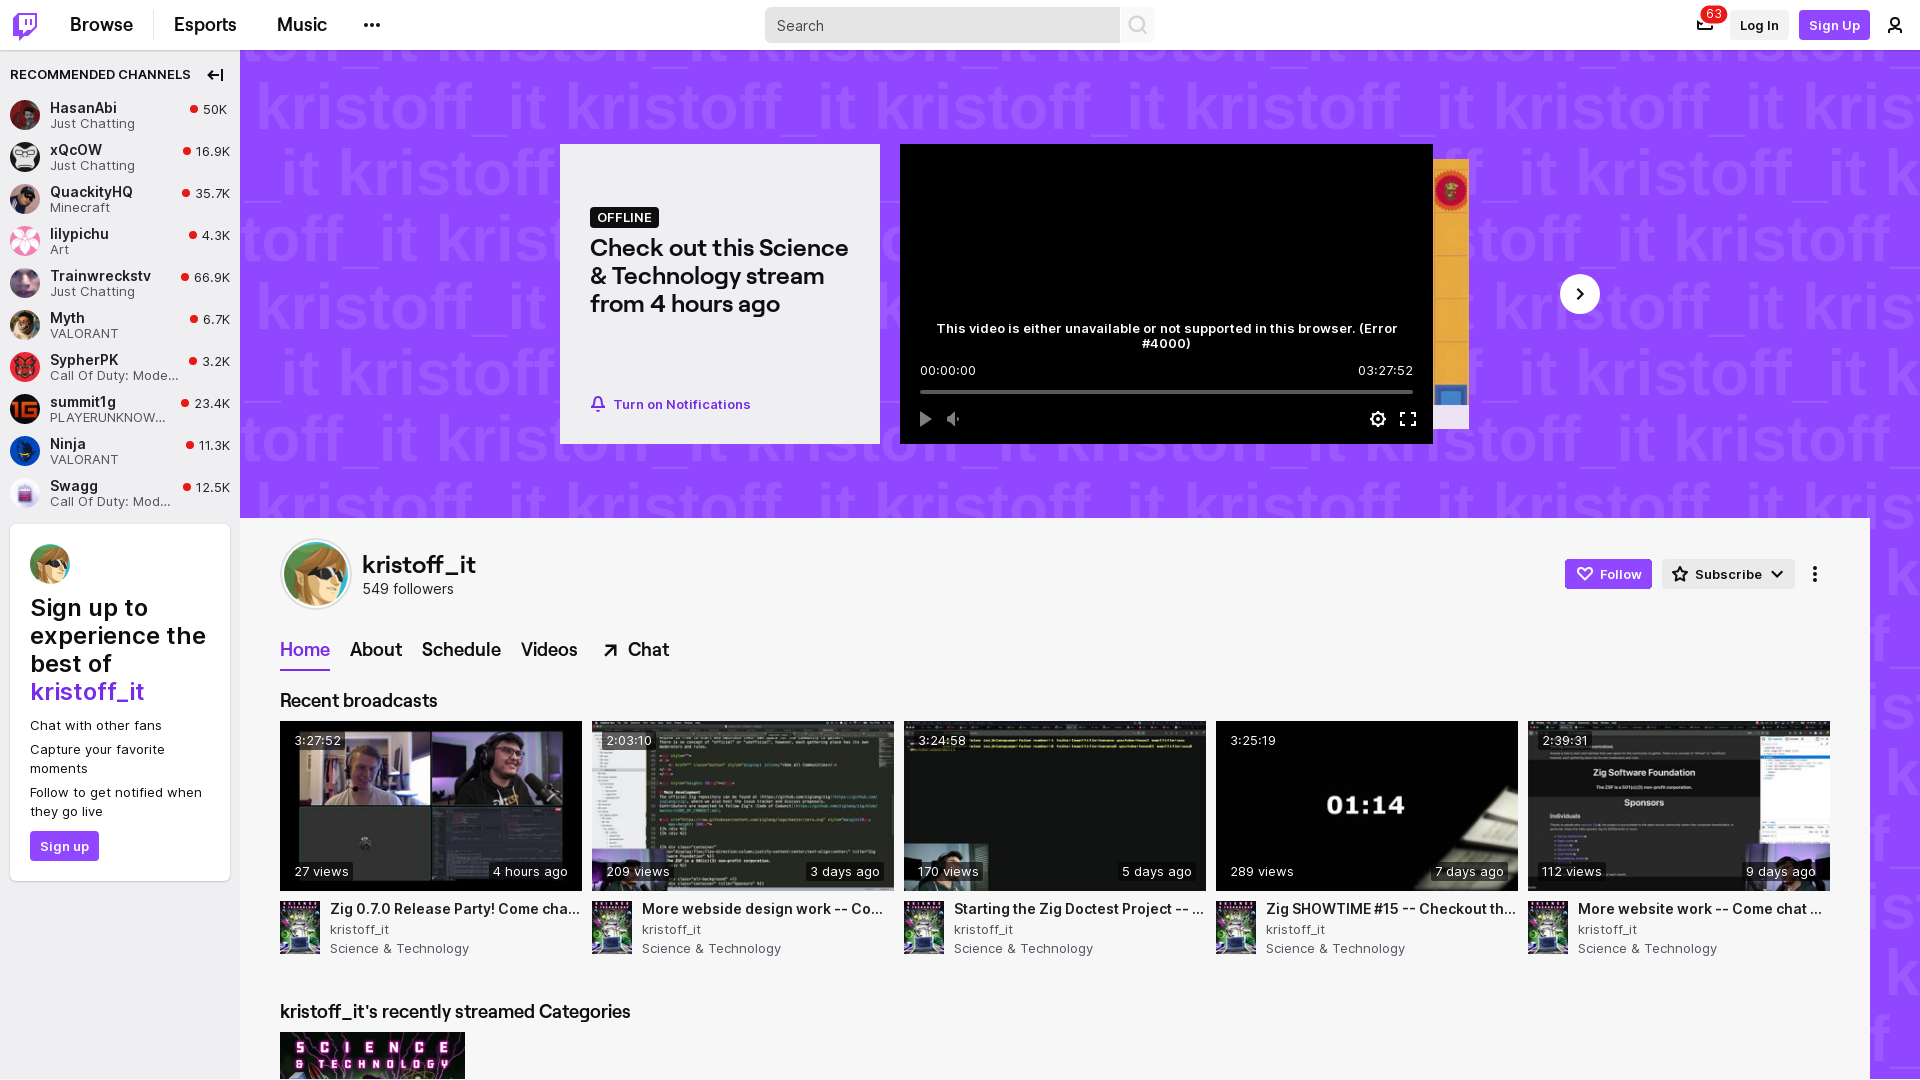 Browse
Esports
Music
Search
63
Log In
Sign Up
RECOMMENDED CHANNELS
HasanAbi
50K
Just Chatting
xQcOW
16.9K
Just Chatting
QuackityHQ
35.7K
Minecraft
lilypichu
4.3K
Art
Trainwreckstv
66.9K
Just Chatting
Myth
6.7K
VALORANT
SypherPK
3.2K
Call Of Duty: Mode...
summit1g
23.4K
PLAYERUNKNOW...
Ninja
11.3K
VALORANT
Swagg
12.5K
Call Of Duty: Mod...
Sign up to
experience the
best of
kristoff_it
Chat with other fans
Capture your favorite
moments
Follow to get notified when
they go live
Sign up
OFFLINE
Check out this Science
& Technology stream
from 4 hours ago
Turn on Notifications
This video is either unavailable or not supported in this browser. (Error
#4000)
00:00:00
03:27:52
kristoff_it
549 followers
Follow
Subscribe
Home
About
Schedule
Videos
Chat
Recent broadcasts
3:27:52
27 views
4 hours ago
Zig 0.7.0 Release Party! Come cha...
kristoff_it
Science & Technology
2:03:10
209 views
3 days ago
More webside design work -- Co...
kristoff_it
Science & Technology
3:24:58
170 views
5 days ago
Starting the Zig Doctest Project -- ...
kristoff_it
Science & Technology
3:25:19
01:14
289 views
7 days ago
Zig SHOWTIME #15 -- Checkout th...
kristoff_it
Science & Technology
2:39:31
Zig Software Foundation
The ZSF is a 501(c)(3) non-profit corporation.
Sponsors
Individuals
112 views
9 days ago
More website work -- Come chat ...
kristoff_it
Science & Technology
kristoff_it's recently streamed Categories
SCIENCE
& TECHNOLOGY